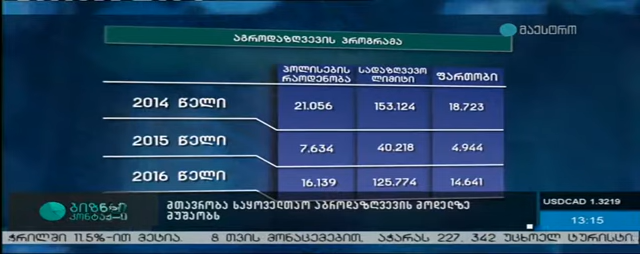 აგროდაზღვევის პროგრამა
მაესტრო
პოლისების რაოდენობა
სადაზღვევო ლიმიტი
ფართობი
2014 წელი 21.056 153.124 18.723
2015 წელი 7,634 40.218 4.944
2016 წელი 16.139 125.774 14.641
ბიზნეს კონტაქტი
მთავრობა საყოველთაო აგროდაზღვევის მოდელზე
მუშაობს
USDCAD 1.3219
13:15
ჭრილში 11.5%-ით მეტია. 8 თვის მონაცემებით, აჭარას 227. 342 უცხოელი ტურისტი